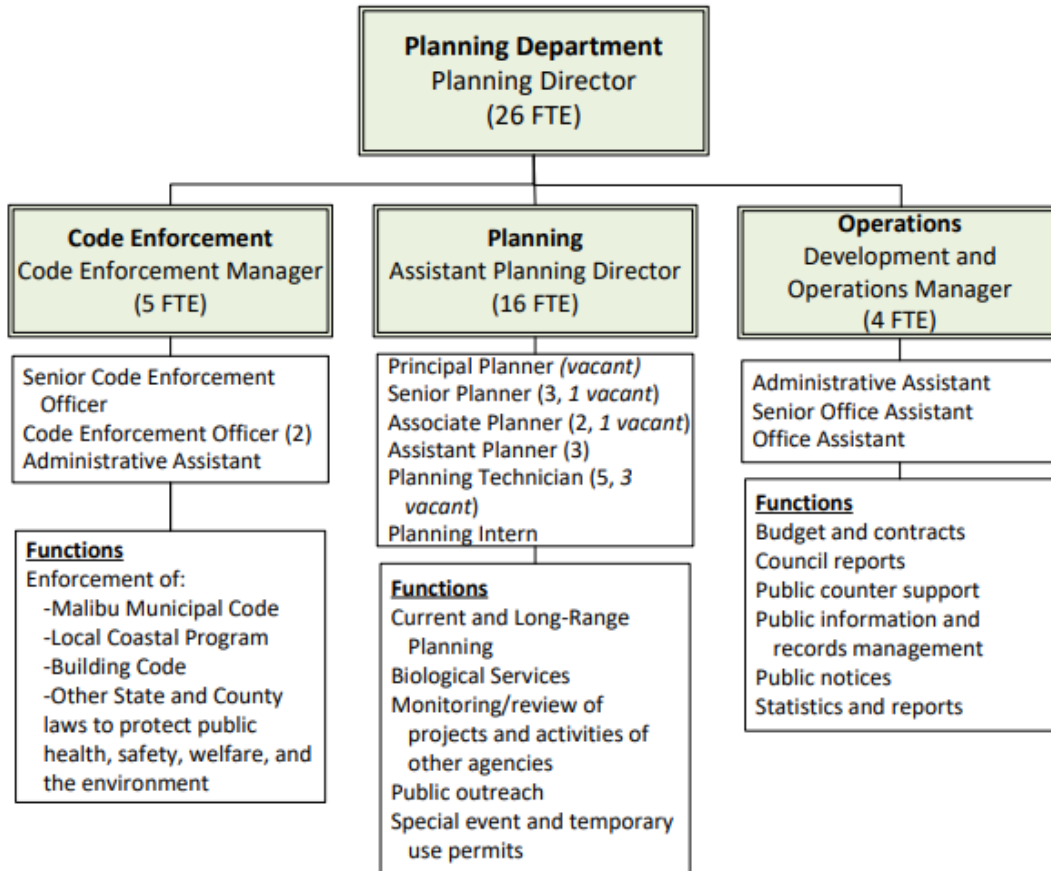 Planning Department
Planning Director
(26 FTE)
Code Enforcement
Code Enforcement Manager
(5 FTE)
Senior Code Enforcement
Officer
Code Enforcement Officer (2)
Administrative Assistant
Functions
Enforcement of:
-Malibu Municipal Code
-Local Coastal Program
-Building Code
-Other State and County
laws to protect public
health, safety, welfare, and
the environment
Planning
Assistant Planning Director
(16 FTE)
Principal Planner (vacant)
Senior Planner (3, 1 vacant)
Associate Planner (2, 1 vacant)
Assistant Planner (3)
Planning Technician (5, 3
vacant)
Planning Intern
Functions
Current and Long-Range
Planning
Biological Services
Monitoring/review of
projects and activities of
other agencies
Public outreach
Special event and temporary
use permits
Operations
Development and
Operations Manager
(4 FTE)
Administrative Assistant
Senior Office Assistant
Office Assistant
Functions
Budget and contracts
Council reports
Public counter support
Public information and
records management
Public notices
Statistics and reports